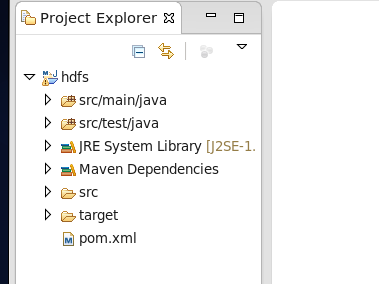 Project Explorer
hdfs
src/main/java
src/test/java
JRE System Library [J2SE-1.
Maven Dependencies
src
target
pom.xml